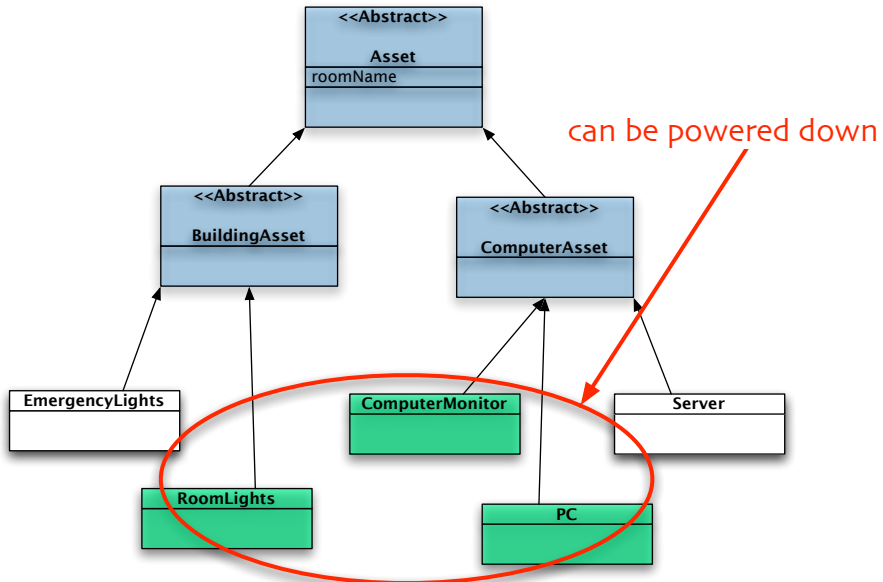 <<Abstract>>
Asset
roomName
can be powered down
<<Abstract>>
BuildingAsset
<<Abstract>>
ComputerAsset
EmergencyLights
ComputerMonitor
Server
RoomLights
PC